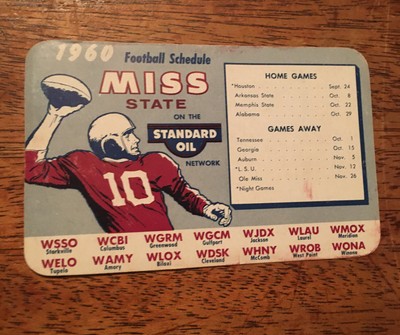 1960 Football Schedule
MISS
STATE
ON THE
STANDARD
OIL
NETWORK
10
HOME GAMES
*Houston Sept. 24
Arkansas State Oct. 8
Memphis State Oct. 22
Alabama Oct. 29
GAMES AWAY
Tennessee Oct. 1
Georgia Oct. 15
Auburn Nov. 5
*L.S.U. Nov. 12
Ole Miss Nov. 26
*Night Games
WSSO WCBI WGRM WGCM WJDX WLAU WMOX
Starkville Columbus Greenwood Gulfport Jackson Laurel Meridian
WELO WAMY WLOX WDSK WHNY WROB WONA
Tupelo Amory Biloxi Cleveland McComb West Point Winona